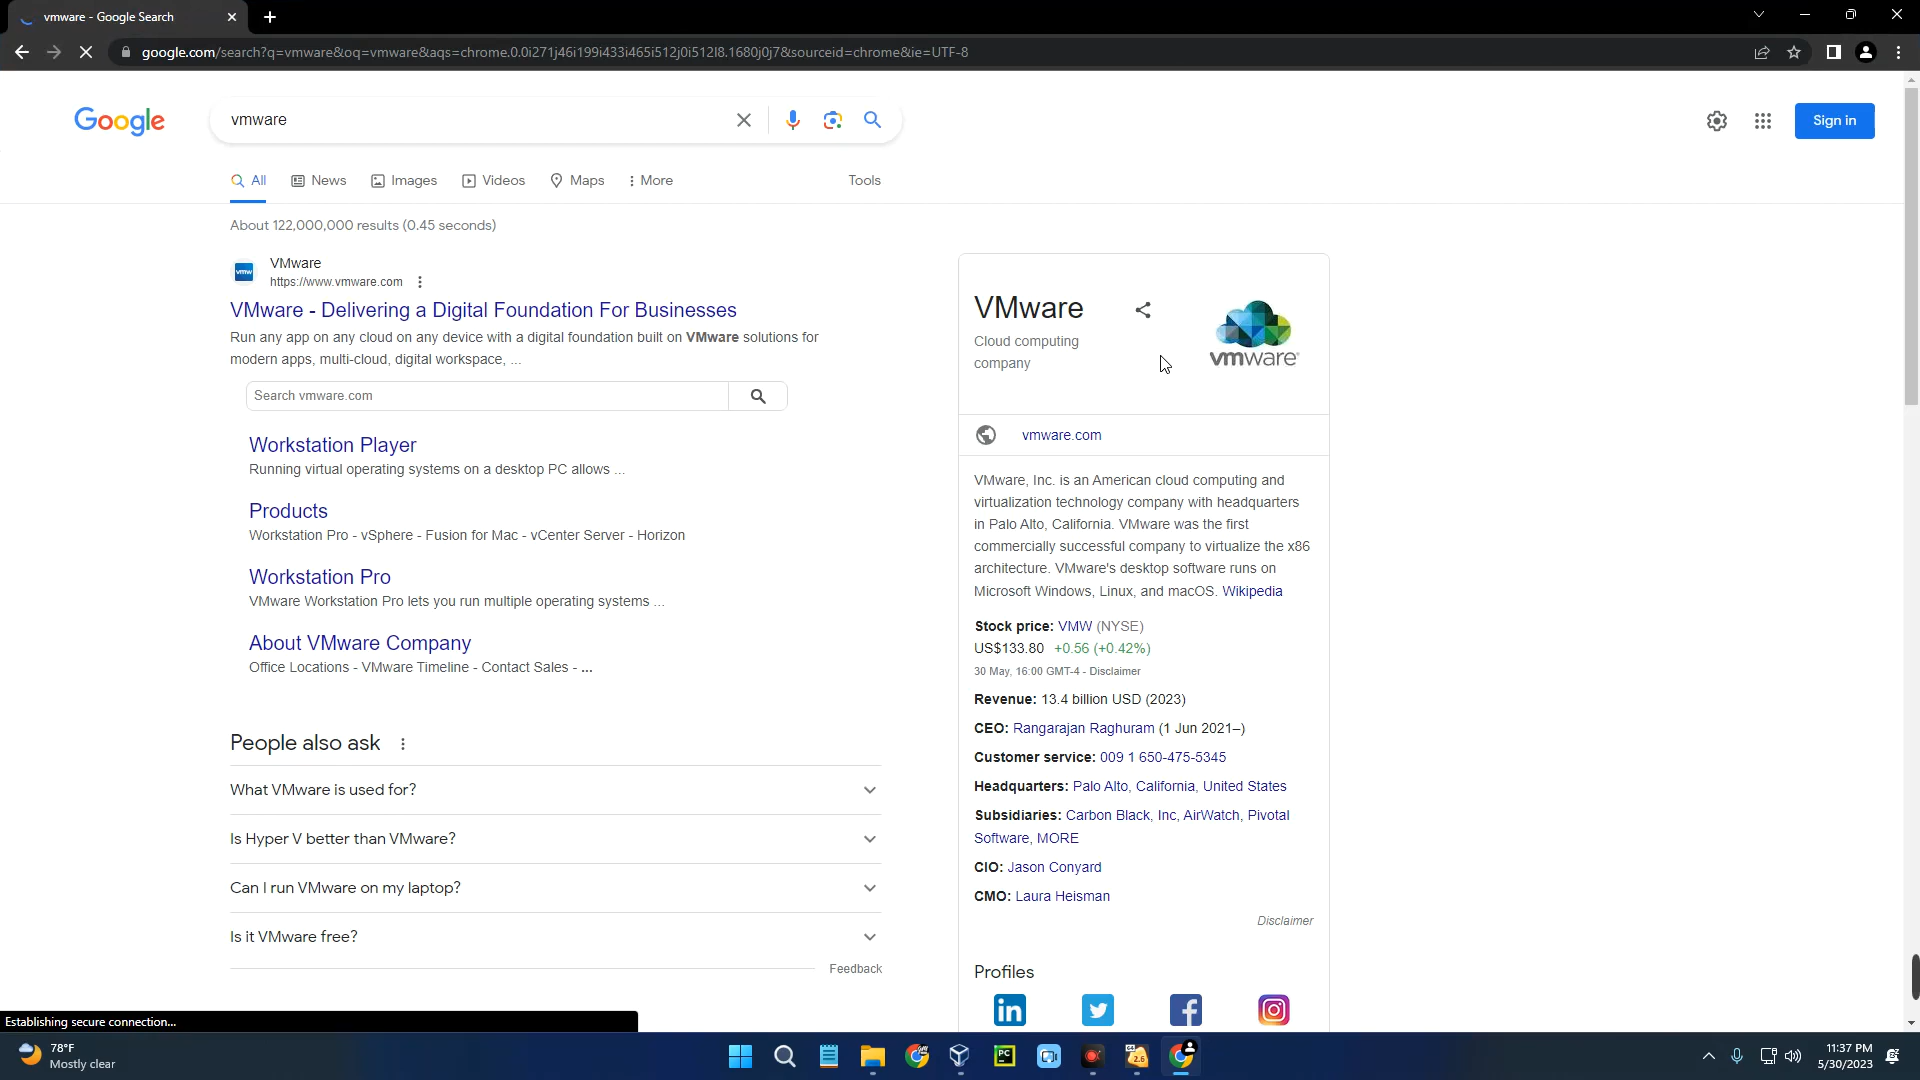 vmware - Google Search
google.com/search?q=vmware&oq=vmware&aqs=chrome.0.0i271j46i199i433i465i512j0i512l8.1680j0j7&sourceid=chrome&ie=UTF-8
Google
vmware
Sign in
All
News
Images
Videos
Maps
More
Tools
About 122,000,000 results (0.45 seconds)
vmw
VMware
https://www.vmware.com
VMware - Delivering a Digital Foundation For Businesses
Run any app on any cloud on any device with a digital foundation built on VMware solutions for
modern apps, multi-cloud, digital workspace, ...
Search vmware.com
Workstation Player
Running virtual operating systems on a desktop PC allows ...
Products
Workstation Pro - vSphere - Fusion for Mac - vCenter Server - Horizon
Workstation Pro
VMware Workstation Pro lets you run multiple operating systems ...
About VMware Company
Office Locations - VMware Timeline - Contact Sales - ...
People also ask
What VMware is used for?
Is Hyper V better than VMware?
Can I run VMware on my laptop?
Is it VMware free?
Feedback
VMware
Cloud computing
company
vmware
vmware.com
VMware, Inc. is an American cloud computing and
virtualization technology company with headquarters
in Palo Alto, California. VMware was the first
commercially successful company to virtualize the x86
architecture. VMware's desktop software runs on
Microsoft Windows, Linux, and macOS. Wikipedia
Stock price: VMW (NYSE)
US$133.80 +0.56 (+0.42%)
30 May, 16:00 GMT-4 - Disclaimer
Revenue: 13.4 billion USD (2023)
CEO: Rangarajan Raghuram (1 Jun 2021–)
Customer service: 009 1 650-475-5345
Headquarters: Palo Alto, California, United States
Subsidiaries: Carbon Black, Inc, AirWatch, Pivotal
Software, MORE
CIO: Jason Conyard
CMO: Laura Heisman
Disclaimer
Profiles
in
f
Establishing secure connection...
78°F
Mostly clear
PC
64
2.6
11:37 PM
5/30/2023